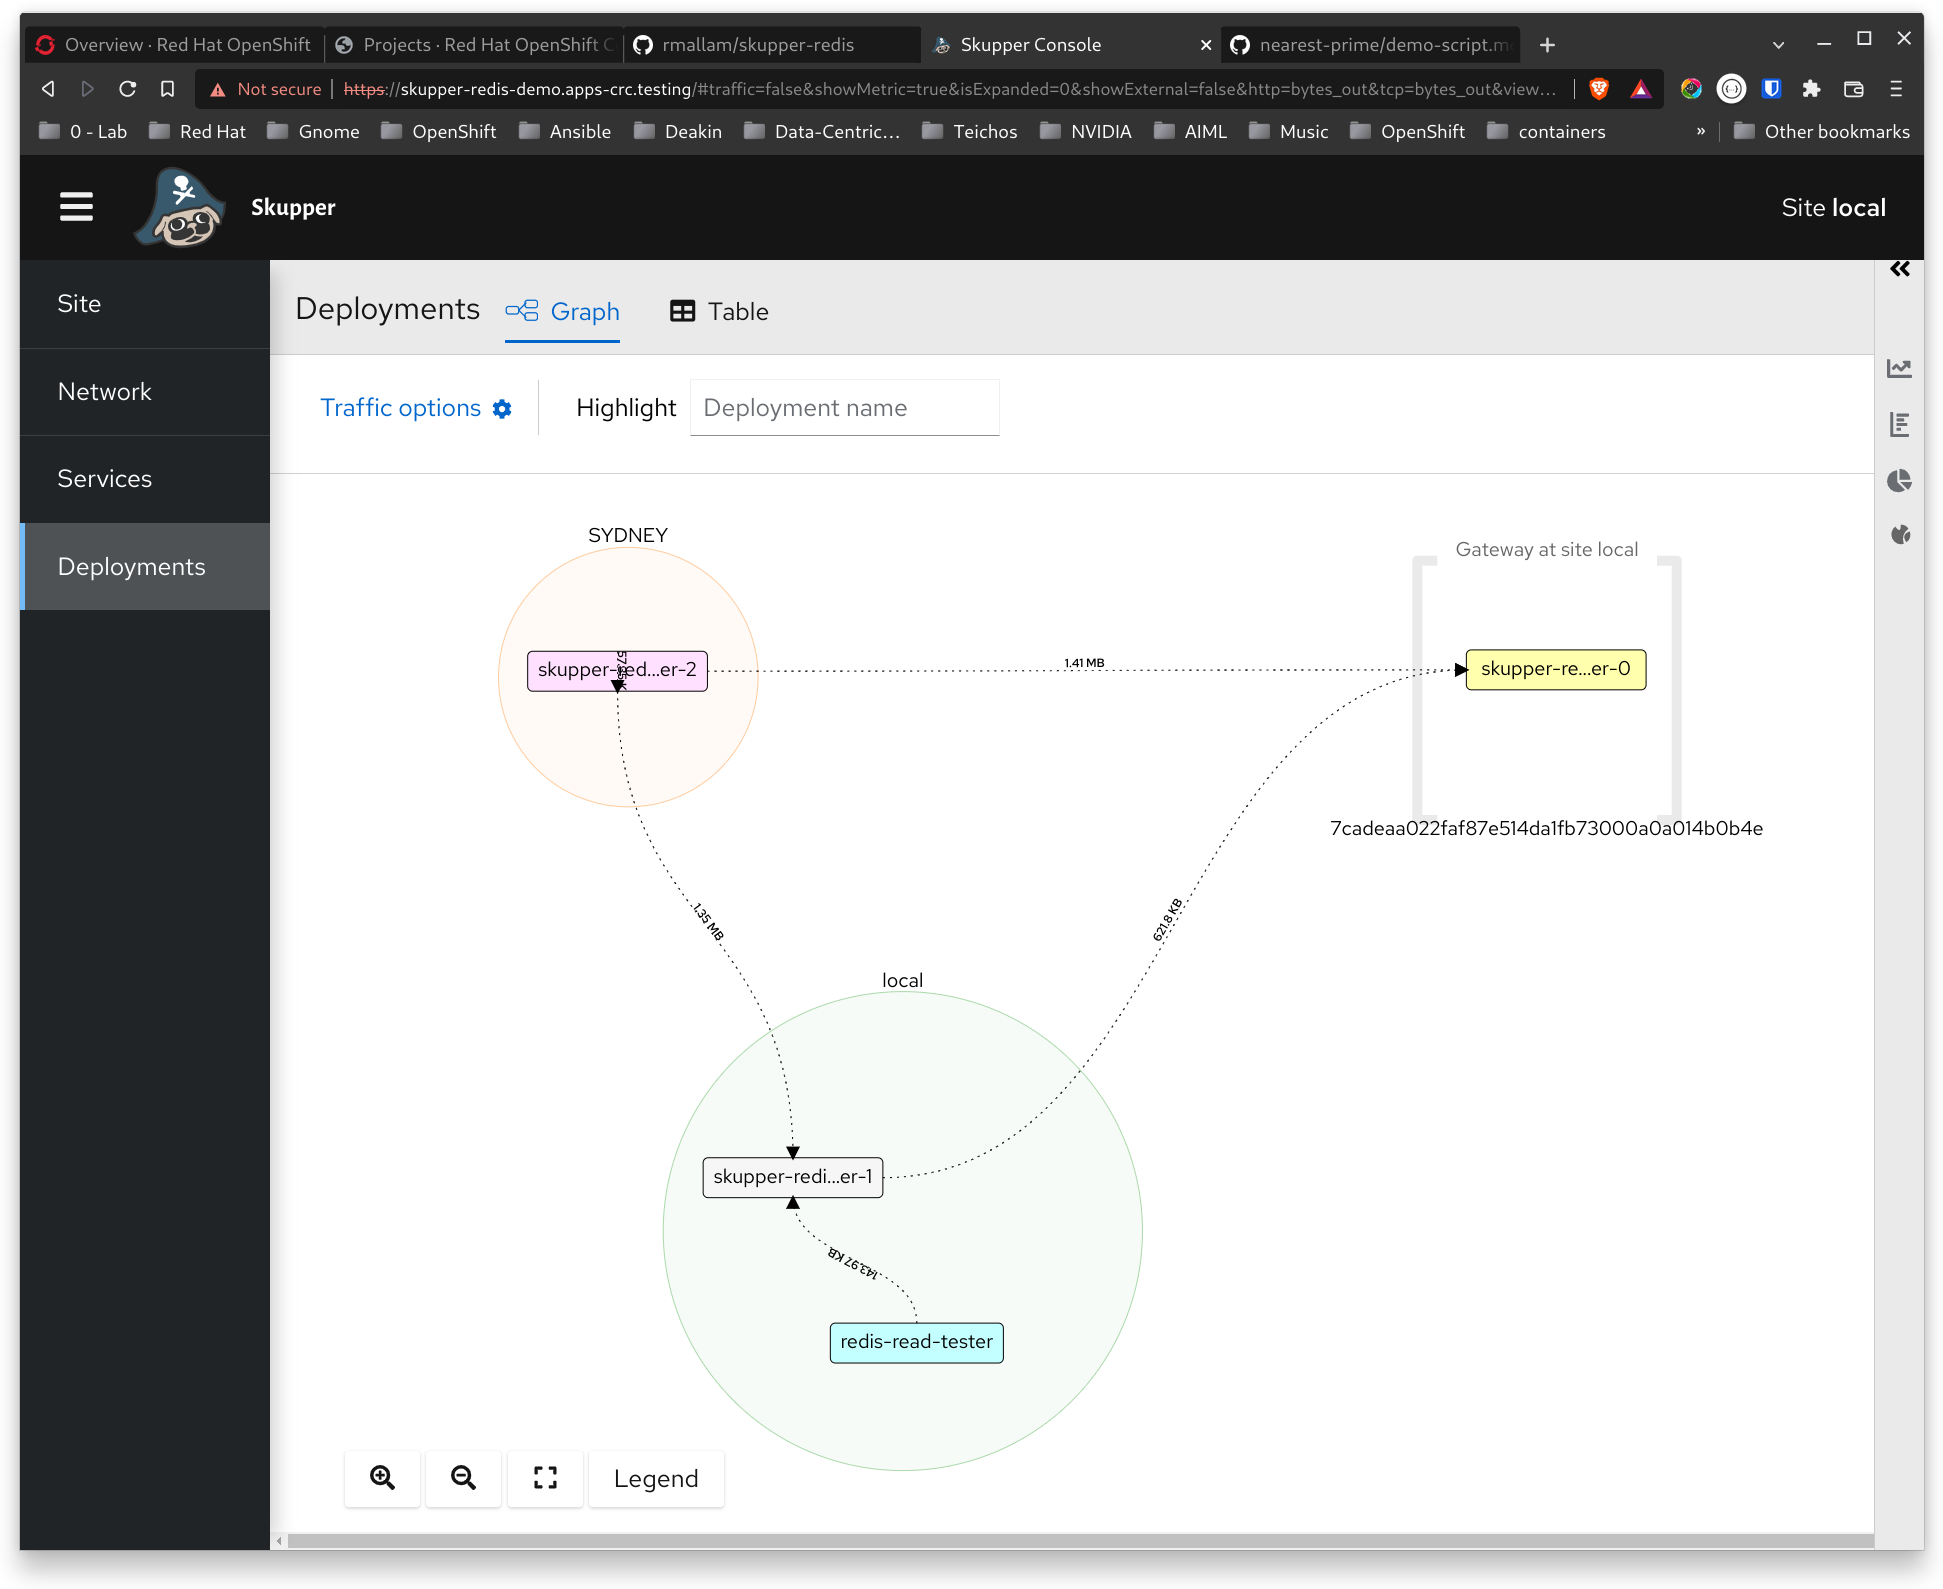 Overview · Red Hat OpenShift
Projects · Red Hat OpenShift C
rmallam/skupper-redis
Skupper Console
nearest-prime/demo-script.m
Not secure
https://skupper-redis-demo.apps-crc.testing/#traffic=false&showMetric=true&isExpanded=0&showExternal=false&http=bytes_out&tcp=bytes_out&view...
0 - Lab Red Hat Gnome OpenShift Ansible Deakin Data-Centric... Teichos NVIDIA AIML Music OpenShift containers » Other bookmarks
Skupper
Site local
Site
Network
Services
Deployments
Deployments Graph Table
Traffic options
Highlight Deployment name
SYDNEY
Gateway at site local
skupper-red...er-2
1.41 MB
skupper-re...er-0
7cadeaa022faf87e514da1fb73000a0a014b0b4e
1.35 MB
621.8 KB
local
skupper-redi...er-1
143.97 KB
redis-read-tester
Legend